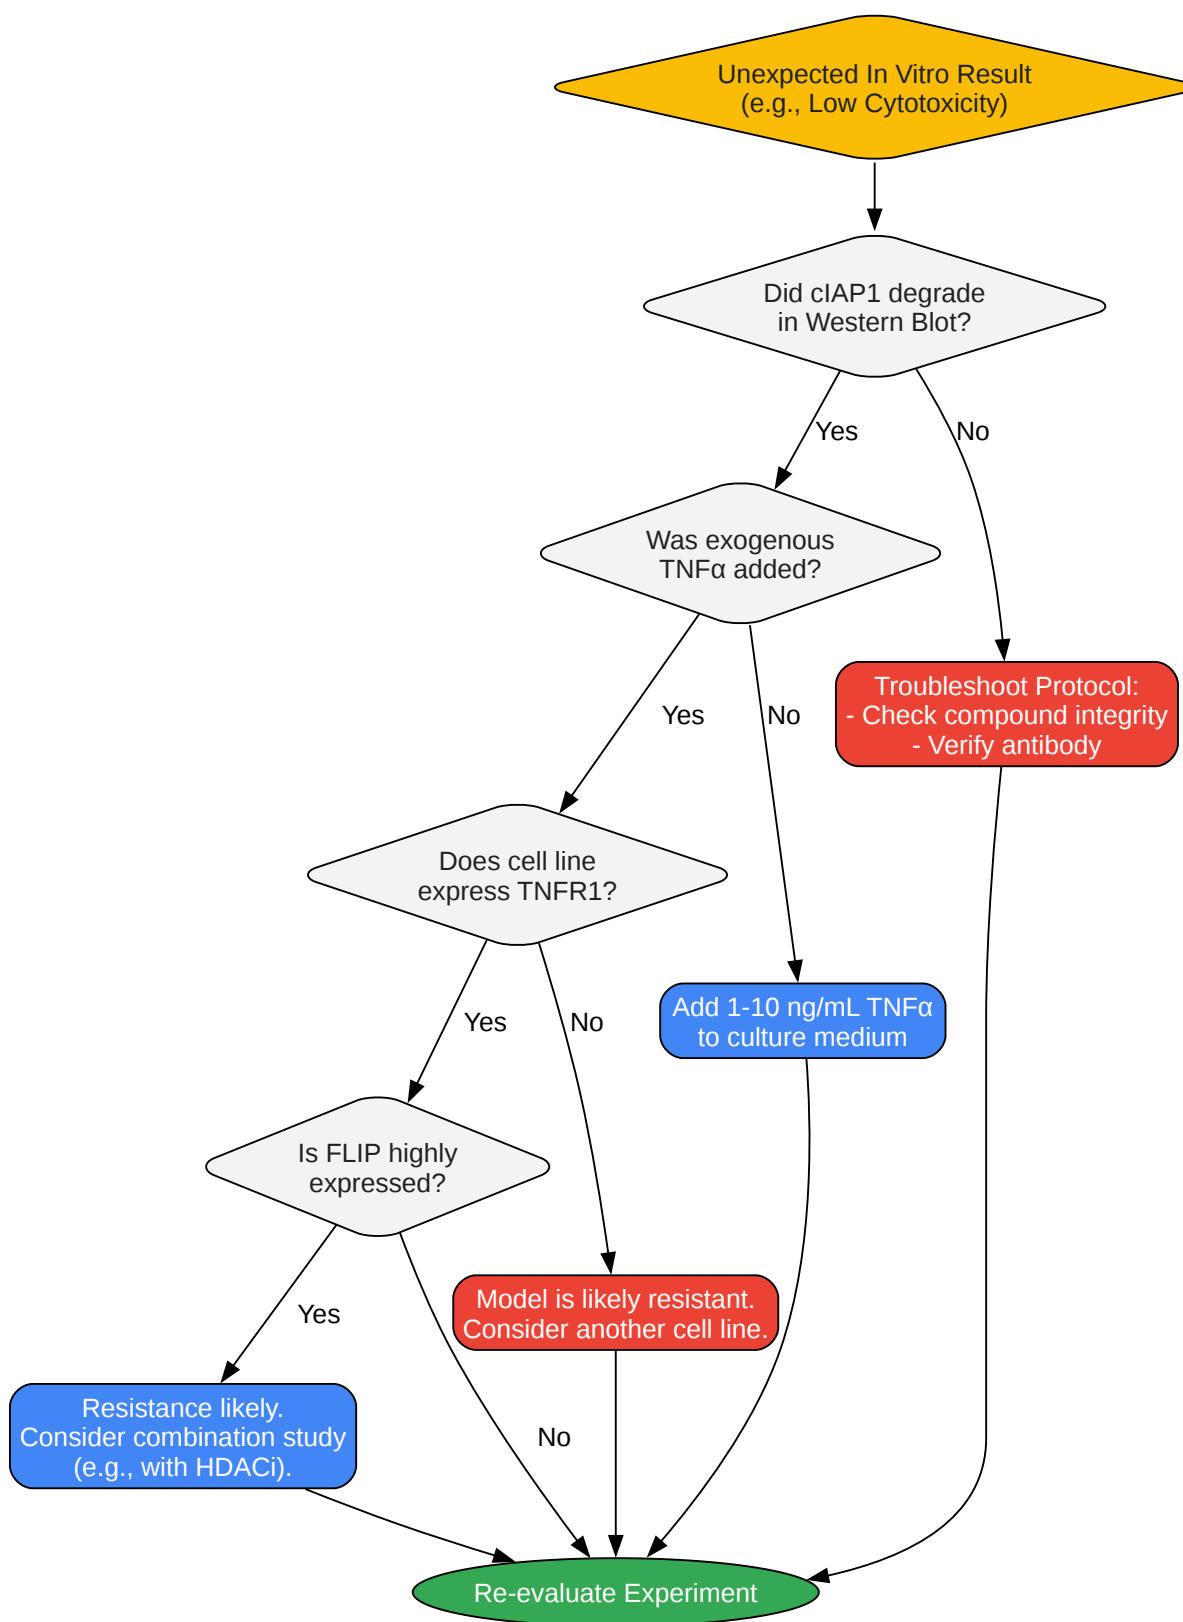 Unexpected In Vitro Result
(e.g., Low Cytotoxicity)
Did cIAP1 degrade
in Western Blot?
Yes
No
Was exogenous
TNFα added?
Troubleshoot Protocol:
- Check compound integrity
- Verify antibody
Yes
No
Does cell line
express TNFR1?
Add 1-10 ng/mL TNFα
to culture medium
Yes
No
Is FLIP highly
expressed?
Model is likely resistant.
Consider another cell line.
Yes
Resistance likely.
Consider combination study
(e.g., with HDACi).
No
Re-evaluate Experiment